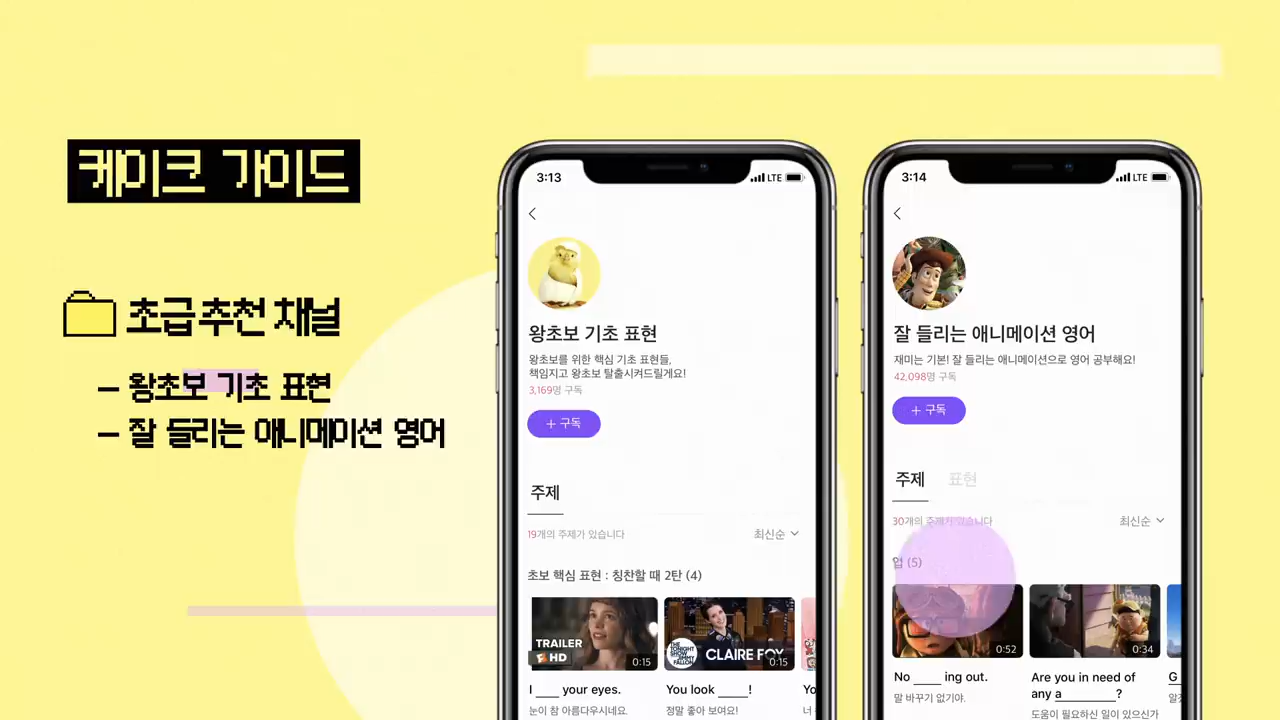 케이크 가이드
초급 추천 채널
- 왕초보 기초 표현
- 잘 들리는 애니메이션 영어
3:13
LTE
왕초보 기초 표현
왕초보를 위한 핵심 기초 표현들,
책임지고 왕초보 탈출시켜드릴게요!
3,169명 구독
+ 구독
주제
19개의 주제가 있습니다
최신순
초보 핵심 표현 : 칭찬할 때 2탄 (4)
TRAILER
HD
0:15
THE TONIGHT SHOW
CLAIRE FOY
0:15
I ____ your eyes.
눈이 참 아름다우시네요.
You look ____!
정말 좋아 보여요!
Yo
너
3:14
LTE
잘 들리는 애니메이션 영어
재미는 기본! 잘 들리는 애니메이션으로 영어 공부해요!
42,098명 구독
+ 구독
주제 표현
30개의 주제가 있습니다
최신순
업 (5)
0:52
0:34
No ____ ing out.
말 바꾸기 없기야.
Are you in need of
any a________?
도움이 필요하신 일이 있으신가
G